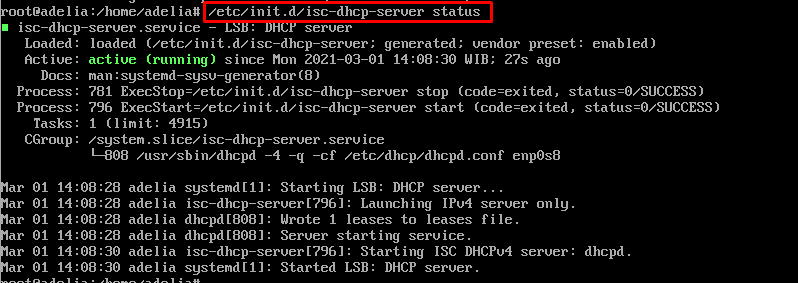 root@adelia:/home/adelia# /etc/init.d/isc-dhcp-server status
isc-dhcp-server.service - LSB: DHCP server
Loaded: loaded (/etc/init.d/isc-dhcp-server; generated; vendor preset: enabled)
Active: active (running) since Mon 2021-03-01 14:08:30 WIB; 27s ago
Docs: man:systemd-sysv-generator(8)
Process: 781 ExecStop=/etc/init.d/isc-dhcp-server stop (code=exited, status=0/SUCCESS)
Process: 796 ExecStart=/etc/init.d/isc-dhcp-server start (code=exited, status=0/SUCCESS)
Tasks: 1 (limit: 4915)
CGroup: /system.slice/isc-dhcp-server.service
└─808 /usr/sbin/dhcpd -4 -q -cf /etc/dhcp/dhcpd.conf enp0s8
Mar 01 14:08:28 adelia systemd[1]: Starting LSB: DHCP server...
Mar 01 14:08:28 adelia isc-dhcp-server[796]: Launching IPv4 server only.
Mar 01 14:08:28 adelia dhcpd[808]: Wrote 1 leases to leases file.
Mar 01 14:08:28 adelia dhcpd[808]: Server starting service.
Mar 01 14:08:30 adelia isc-dhcp-server[796]: Starting ISC DHCPv4 server: dhcpd.
Mar 01 14:08:30 adelia systemd[1]: Started LSB: DHCP server.
root@adelia:/home/adelia#